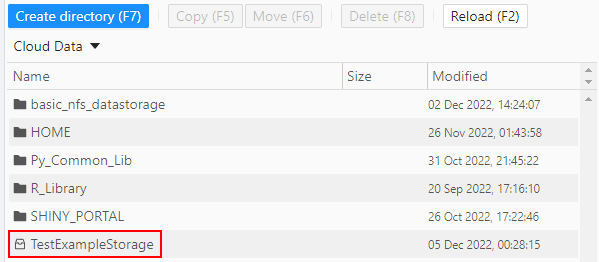 Create directory (F7) Copy (F5) Move (F6) Delete (F8) Reload (F2)
Cloud Data
Name Size Modified
basic_nfs_datastorage 02 Dec 2022, 14:24:07
HOME 26 Nov 2022, 01:43:58
Py_Common_Lib 31 Oct 2022, 21:45:22
R_Library 20 Sep 2022, 17:16:10
SHINY_PORTAL 26 Oct 2022, 17:22:46
TestExampleStorage 05 Dec 2022, 00:28:15